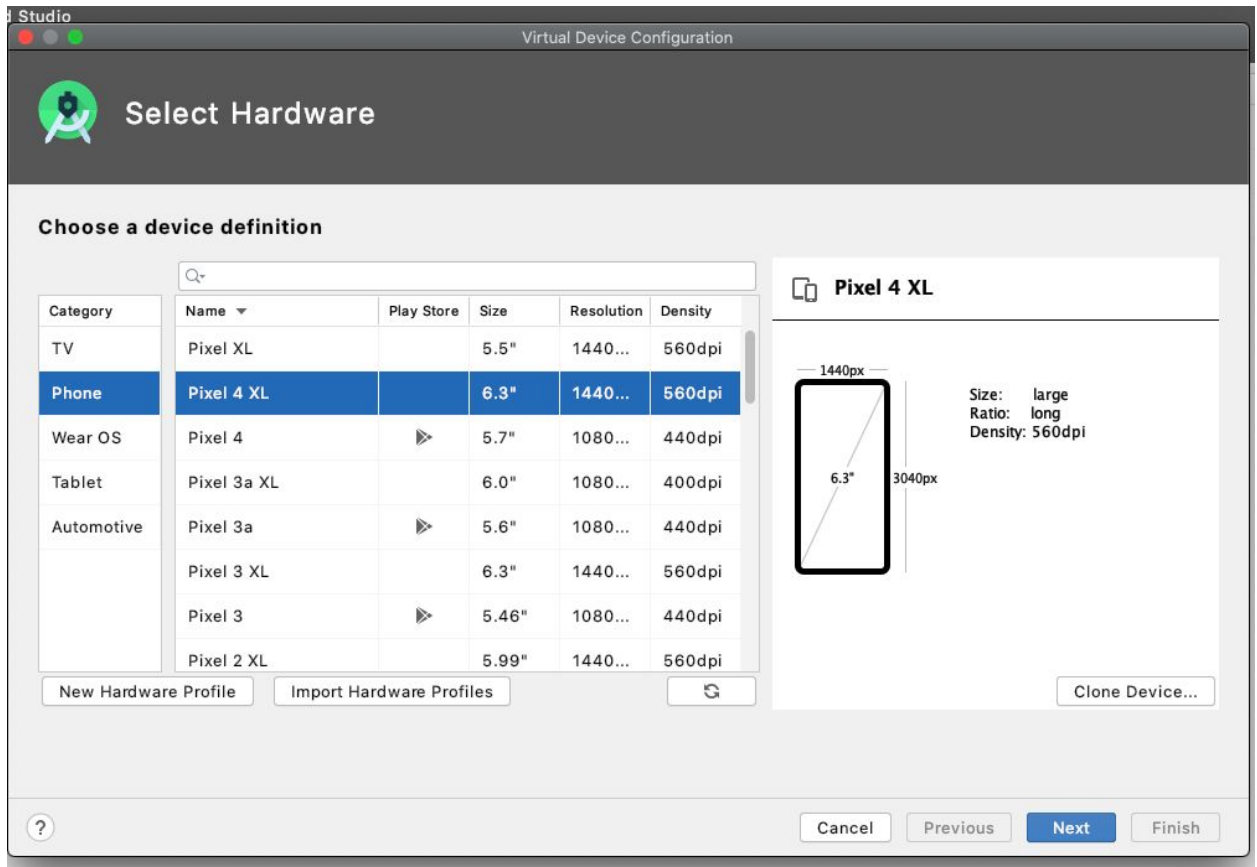 d Studio
Virtual Device Configuration
Select Hardware
Choose a device definition
Category Name Play Store Size Resolution Density
TV Pixel XL 5.5" 1440... 560dpi
Phone Pixel 4 XL 6.3" 1440... 560dpi
Wear OS Pixel 4 5.7" 1080... 440dpi
Tablet Pixel 3a XL 6.0" 1080... 400dpi
Automotive Pixel 3a 5.6" 1080... 440dpi
Pixel 3 XL 6.3" 1440... 560dpi
Pixel 3 5.46" 1080... 440dpi
Pixel 2 XL 5.99" 1440... 560dpi
New Hardware Profile Import Hardware Profiles
Pixel 4 XL
1440px
Size: large
Ratio: long
Density: 560dpi
6.3" 3040px
Clone Device...
? Cancel Previous Next Finish